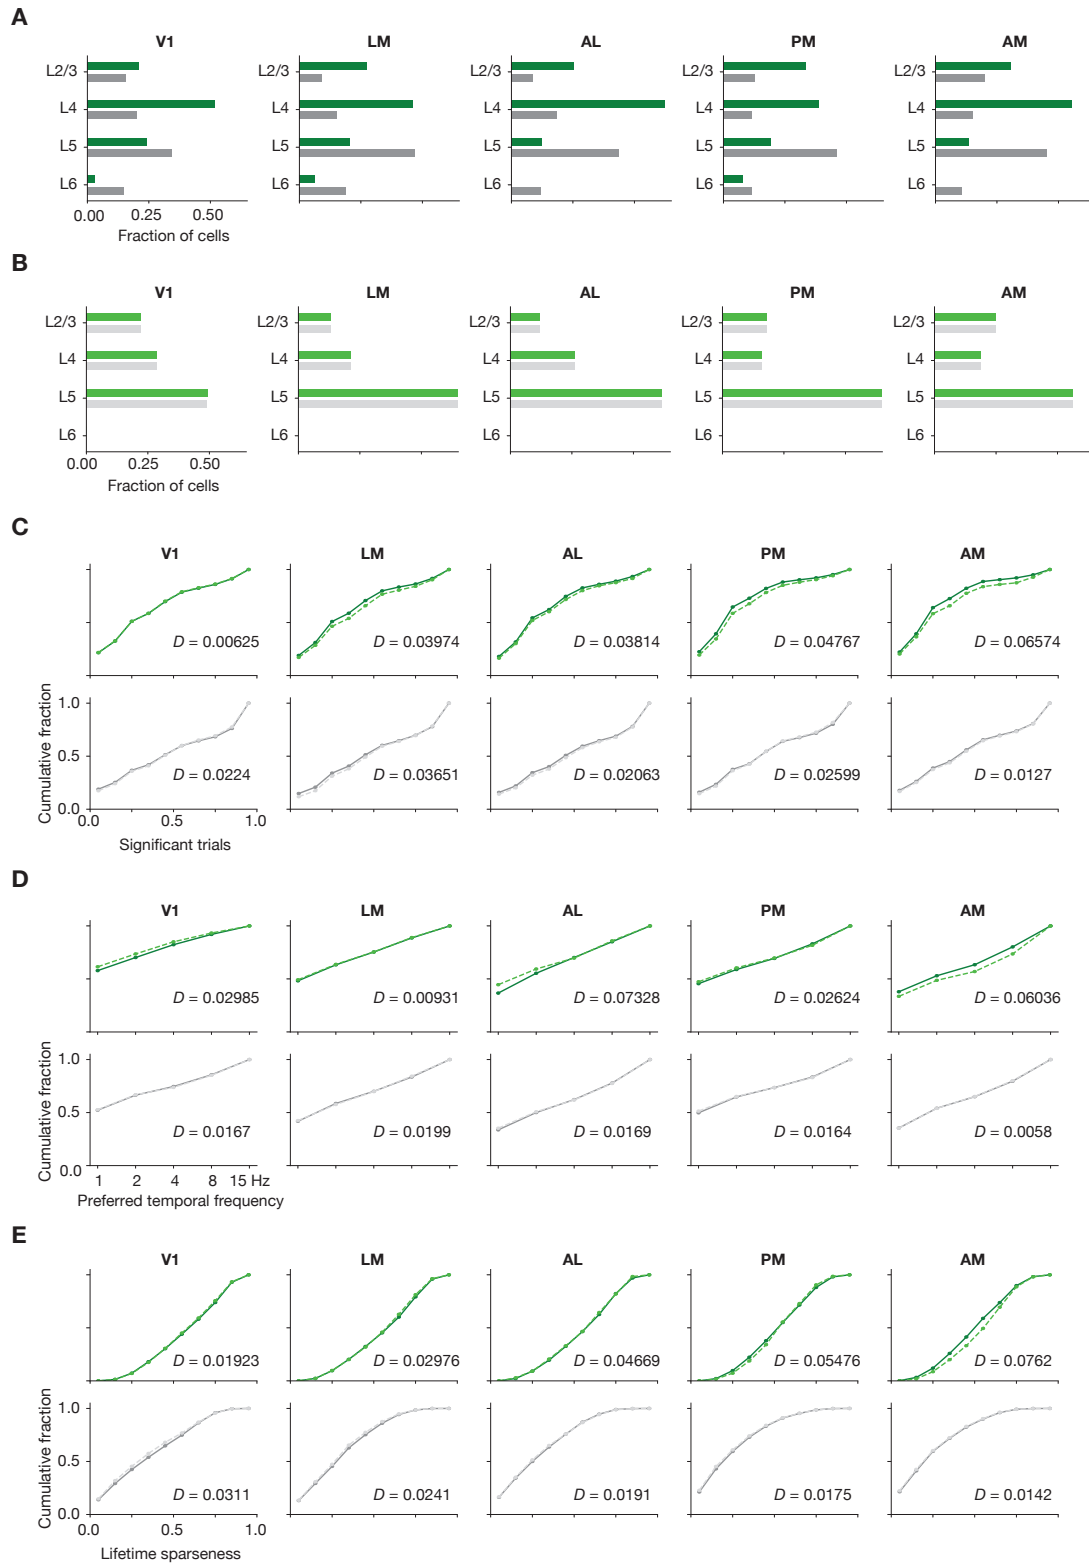 A
V1 LM AL PM AM
L2/3 L2/3 L2/3 L2/3 L2/3
L4 L4 L4 L4 L4
L5 L5 L5 L5 L5
L6 L6 L6 L6 L6
0.00 0.25 0.50
Fraction of cells
B
V1 LM AL PM AM
L2/3 L2/3 L2/3 L2/3 L2/3
L4 L4 L4 L4 L4
L5 L5 L5 L5 L5
L6 L6 L6 L6 L6
0.00 0.25 0.50
Fraction of cells
C
V1 LM AL PM AM
D = 0.00625 D = 0.03974 D = 0.03814 D = 0.04767 D = 0.06574
Cumulative fraction
1.0
0.5
0.0
D = 0.0224 D = 0.03651 D = 0.02063 D = 0.02599 D = 0.0127
0.0 0.5 1.0
Significant trials
D
V1 LM AL PM AM
D = 0.02985 D = 0.00931 D = 0.07328 D = 0.02624 D = 0.06036
Cumulative fraction
1.0
0.5
0.0
D = 0.0167 D = 0.0199 D = 0.0169 D = 0.0164 D = 0.0058
1 2 4 8 15 Hz
Preferred temporal frequency
E
V1 LM AL PM AM
D = 0.01923 D = 0.02976 D = 0.04669 D = 0.05476 D = 0.0762
Cumulative fraction
1.0
0.5
0.0
D = 0.0311 D = 0.0241 D = 0.0191 D = 0.0175 D = 0.0142
0.0 0.5 1.0
Lifetime sparseness